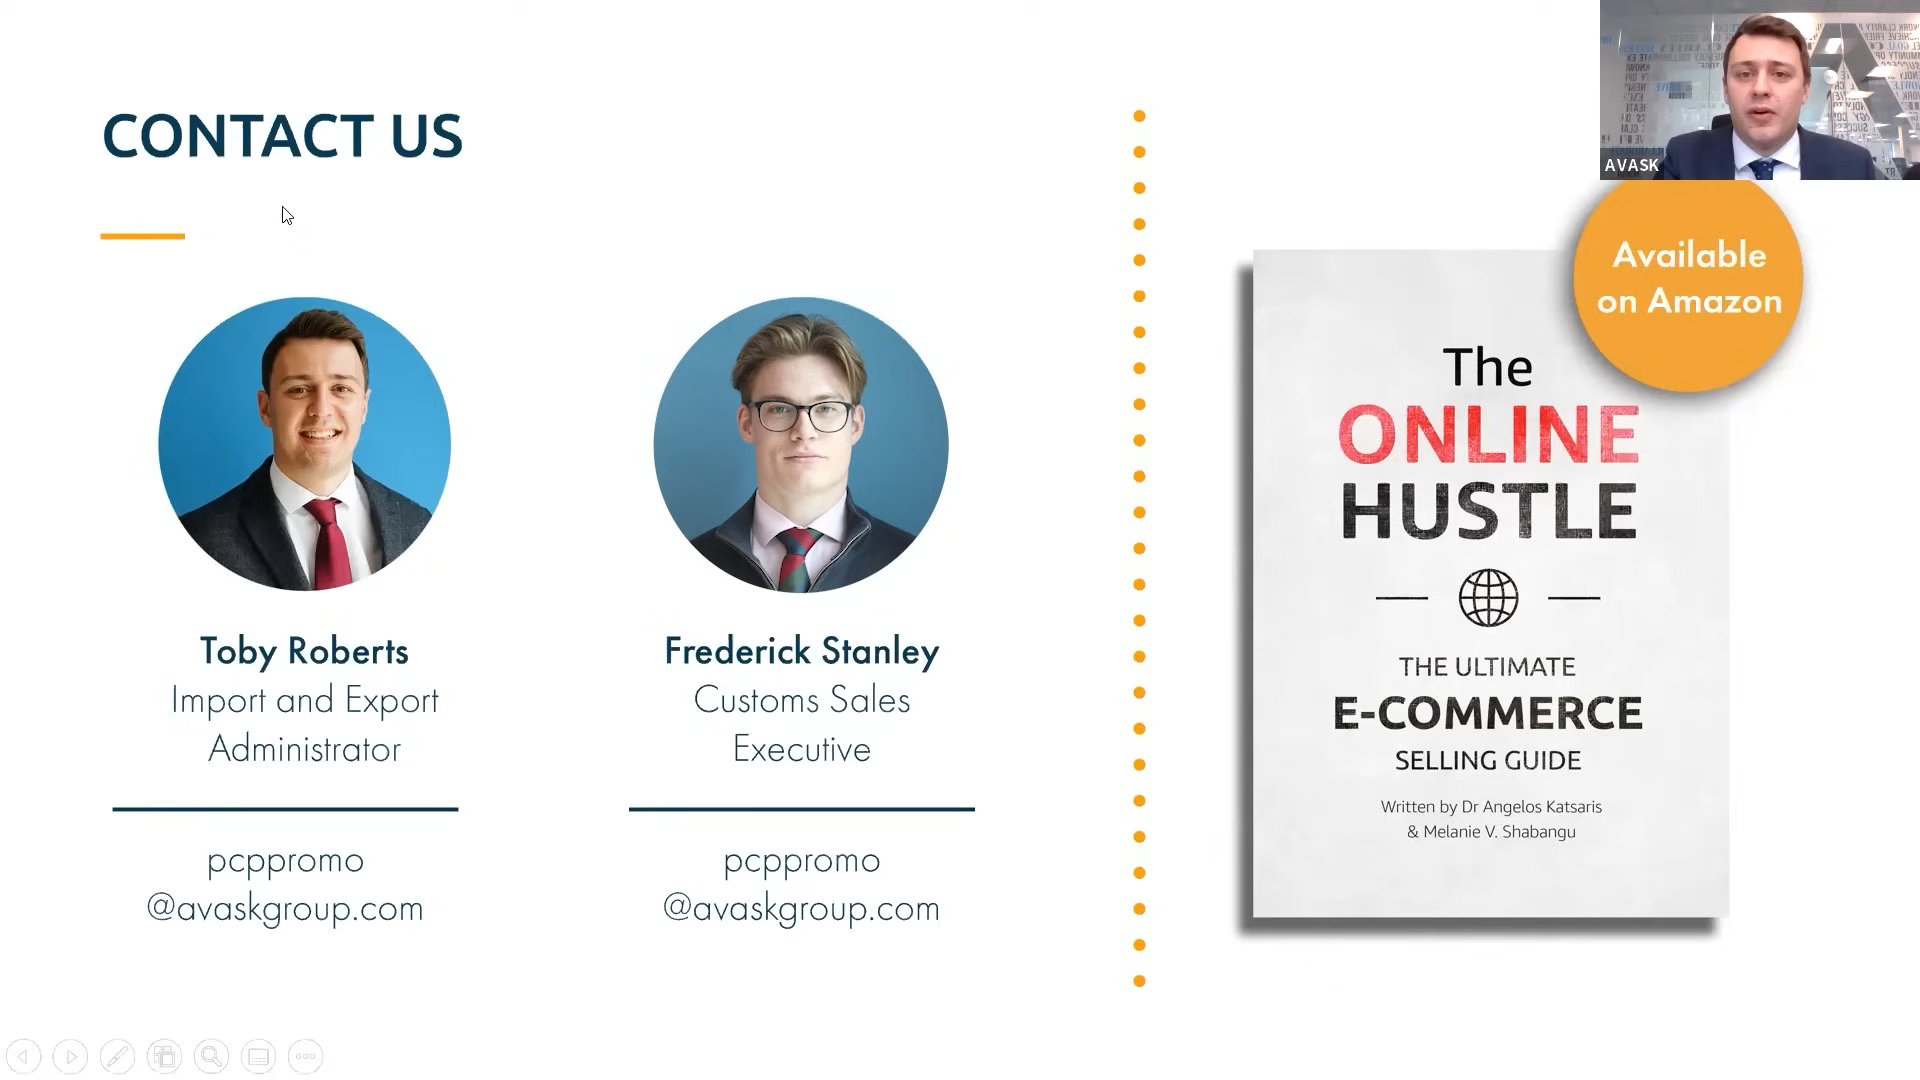 CONTACT US
Toby Roberts
Import and Export
Administrator
pcppromo
@avaskgroup.com
Frederick Stanley
Customs Sales
Executive
pcppromo
@avaskgroup.com
AVASK
Available
on Amazon
The
ONLINE
HUSTLE
THE ULTIMATE
E-COMMERCE
SELLING GUIDE
Written by Dr Angelos Katsaris
& Melanie V. Shabangu